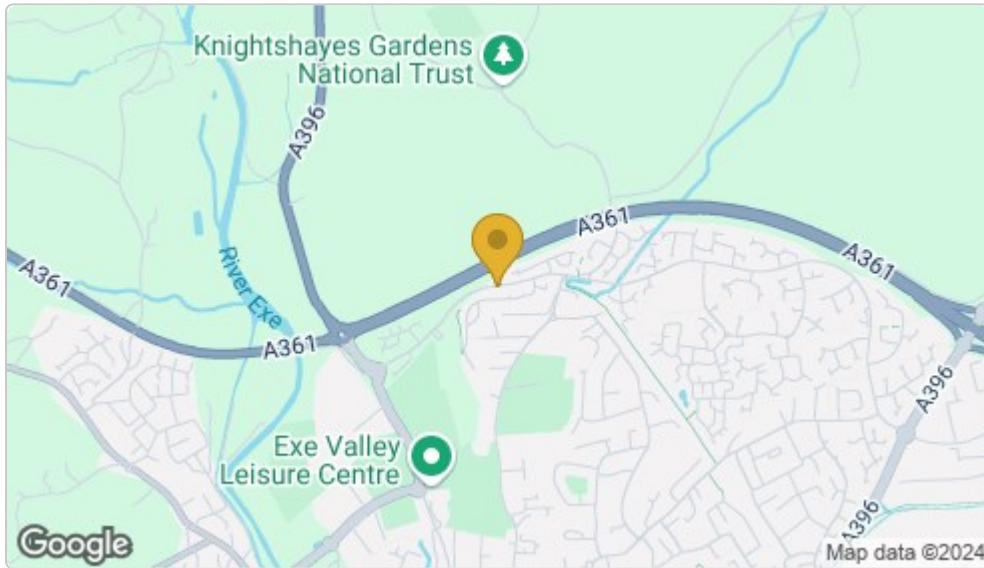 Knightshayes Gardens
National Trust
A396
A361
A361
A361
River Exe
A361
A396
Exe Valley
Leisure Centre
A396
Google
Map data ©2024